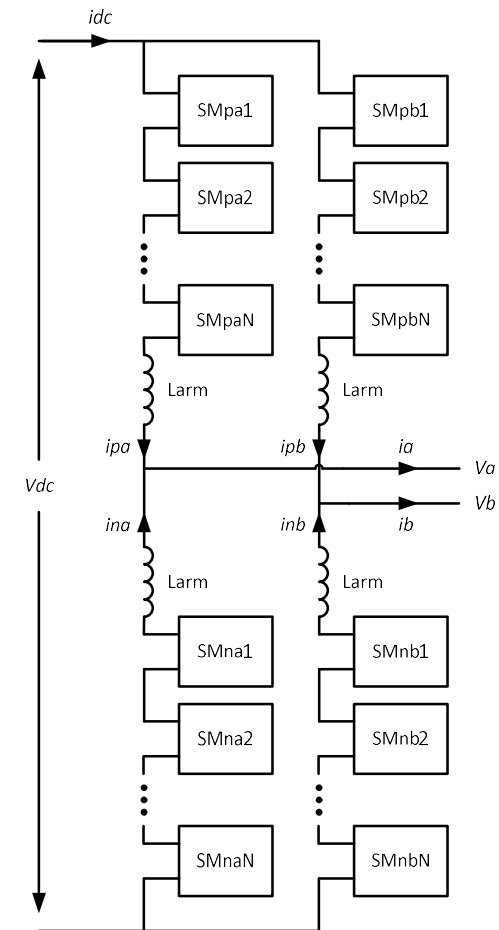 idc
SMpa1 SMpb1
SMpa2 SMpb2
SMpaN SMpbN
Larm Larm
ipa ipb ia Va
Vdc Vb
ina inb ib
Larm Larm
SMna1 SMnb1
SMna2 SMnb2
SMnaN SMnbN